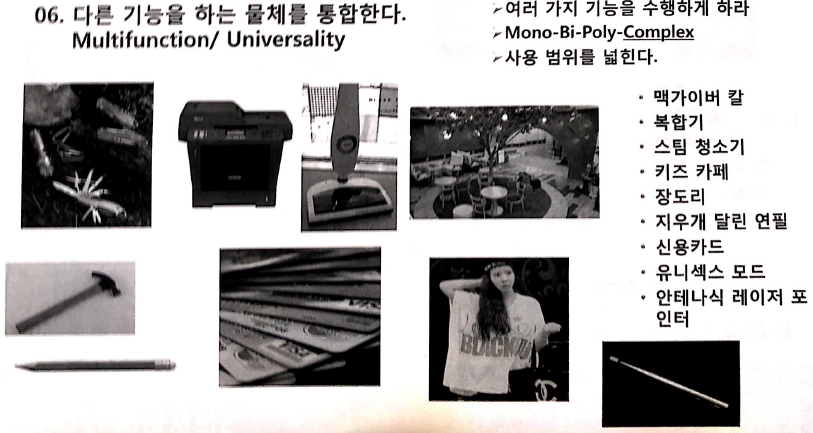 06. 다른 기능을 하는 물체를 통합한다.
Multifunction/ Universality
➢여러 가지 기능을 수행하게 하라
➢Mono-Bi-Poly-Complex
➢사용 범위를 넓힌다.
• 맥가이버 칼
• 복합기
• 스팀 청소기
• 키즈 카페
• 장도리
• 지우개 달린 연필
• 신용카드
• 유니섹스 모드
• 안테나식 레이저 포
인터